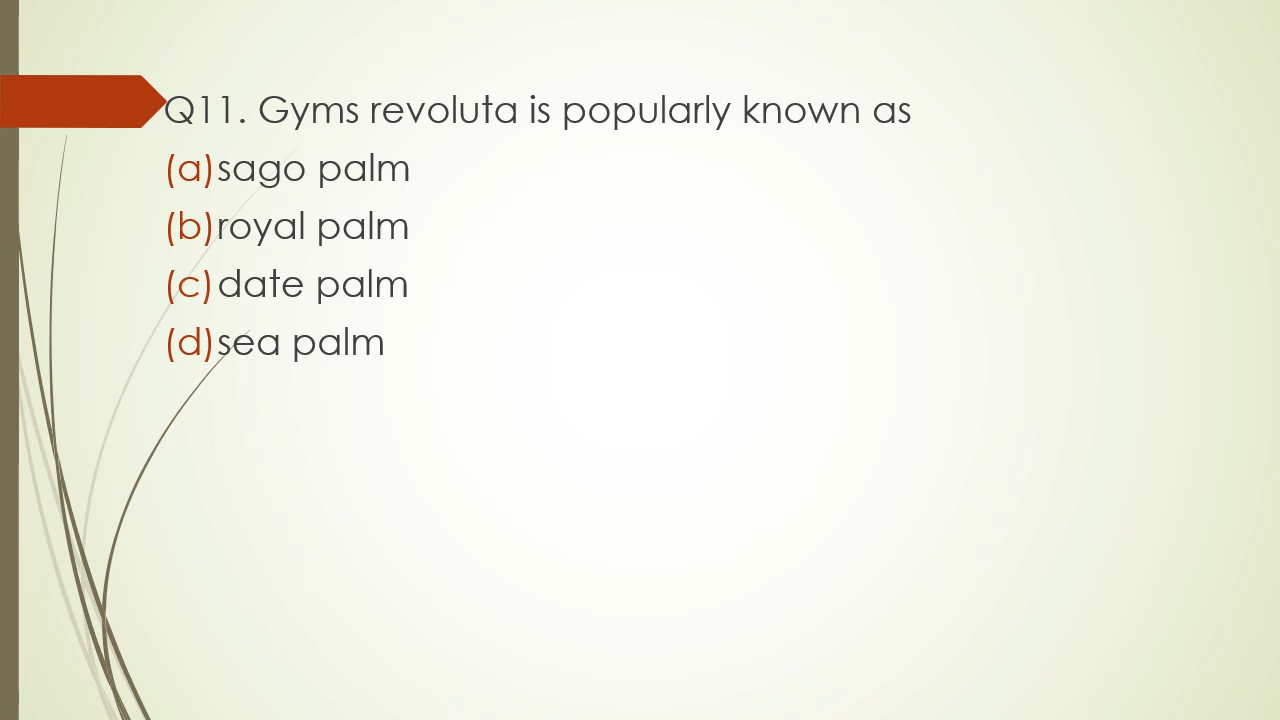 Q11. Gyms revoluta is popularly known as
(a) sago palm
(b) royal palm
(c) date palm
(d) sea palm